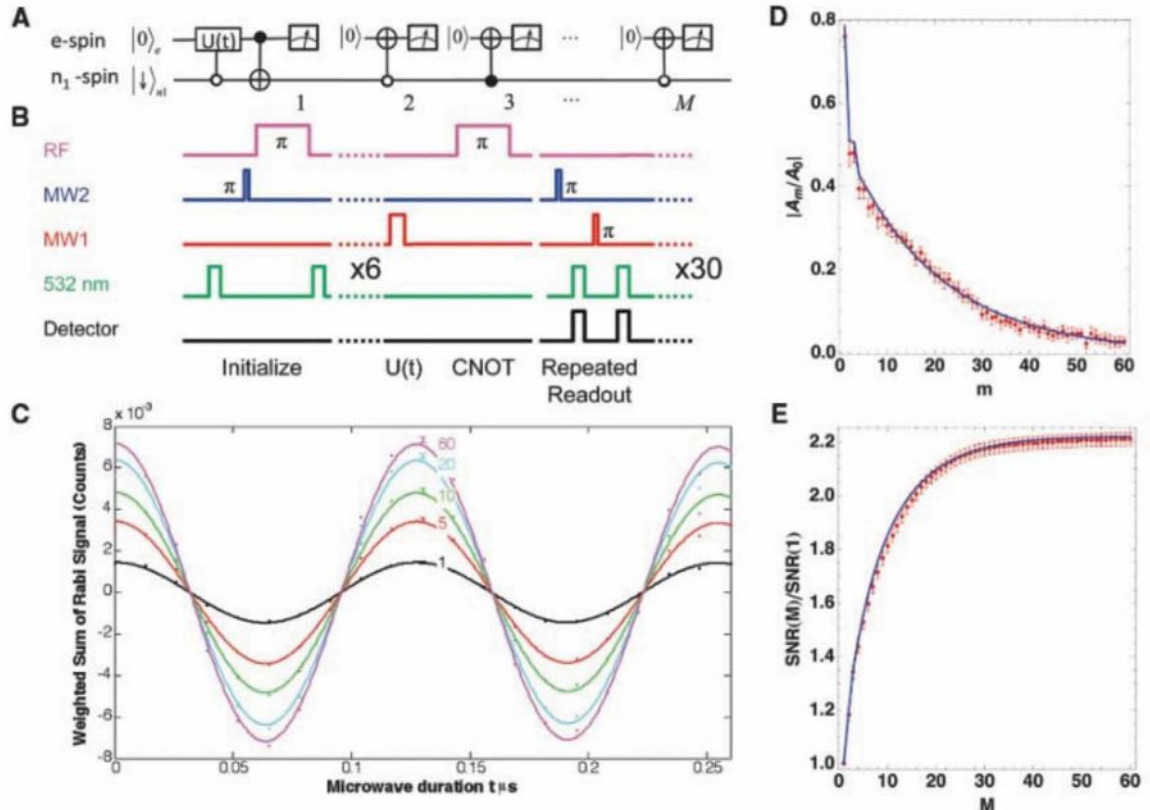 A
e-spin |0⟩e U(t) |0⟩ |0⟩ ... |0⟩
n1 -spin |↓⟩n1
1 2 3 ... M
B
RF π π
MW2 π π
MW1 π
532 nm x6 x30
Detector
Initialize U(t) CNOT Repeated
Readout
C
x 10-3
Weighted Sum of Rabi Signal (Counts)
8
6
4
2
0
-2
-4
-6
-8
60
20
10
5
1
0 0.05 0.1 0.15 0.2 0.25
Microwave duration t μs
D
|Am/A0|
0.8
0.6
0.4
0.2
0.0
0 10 20 30 40 50 60
m
E
SNR(M)/SNR(1)
2.2
2.0
1.8
1.6
1.4
1.2
1.0
0 10 20 30 40 50 60
M